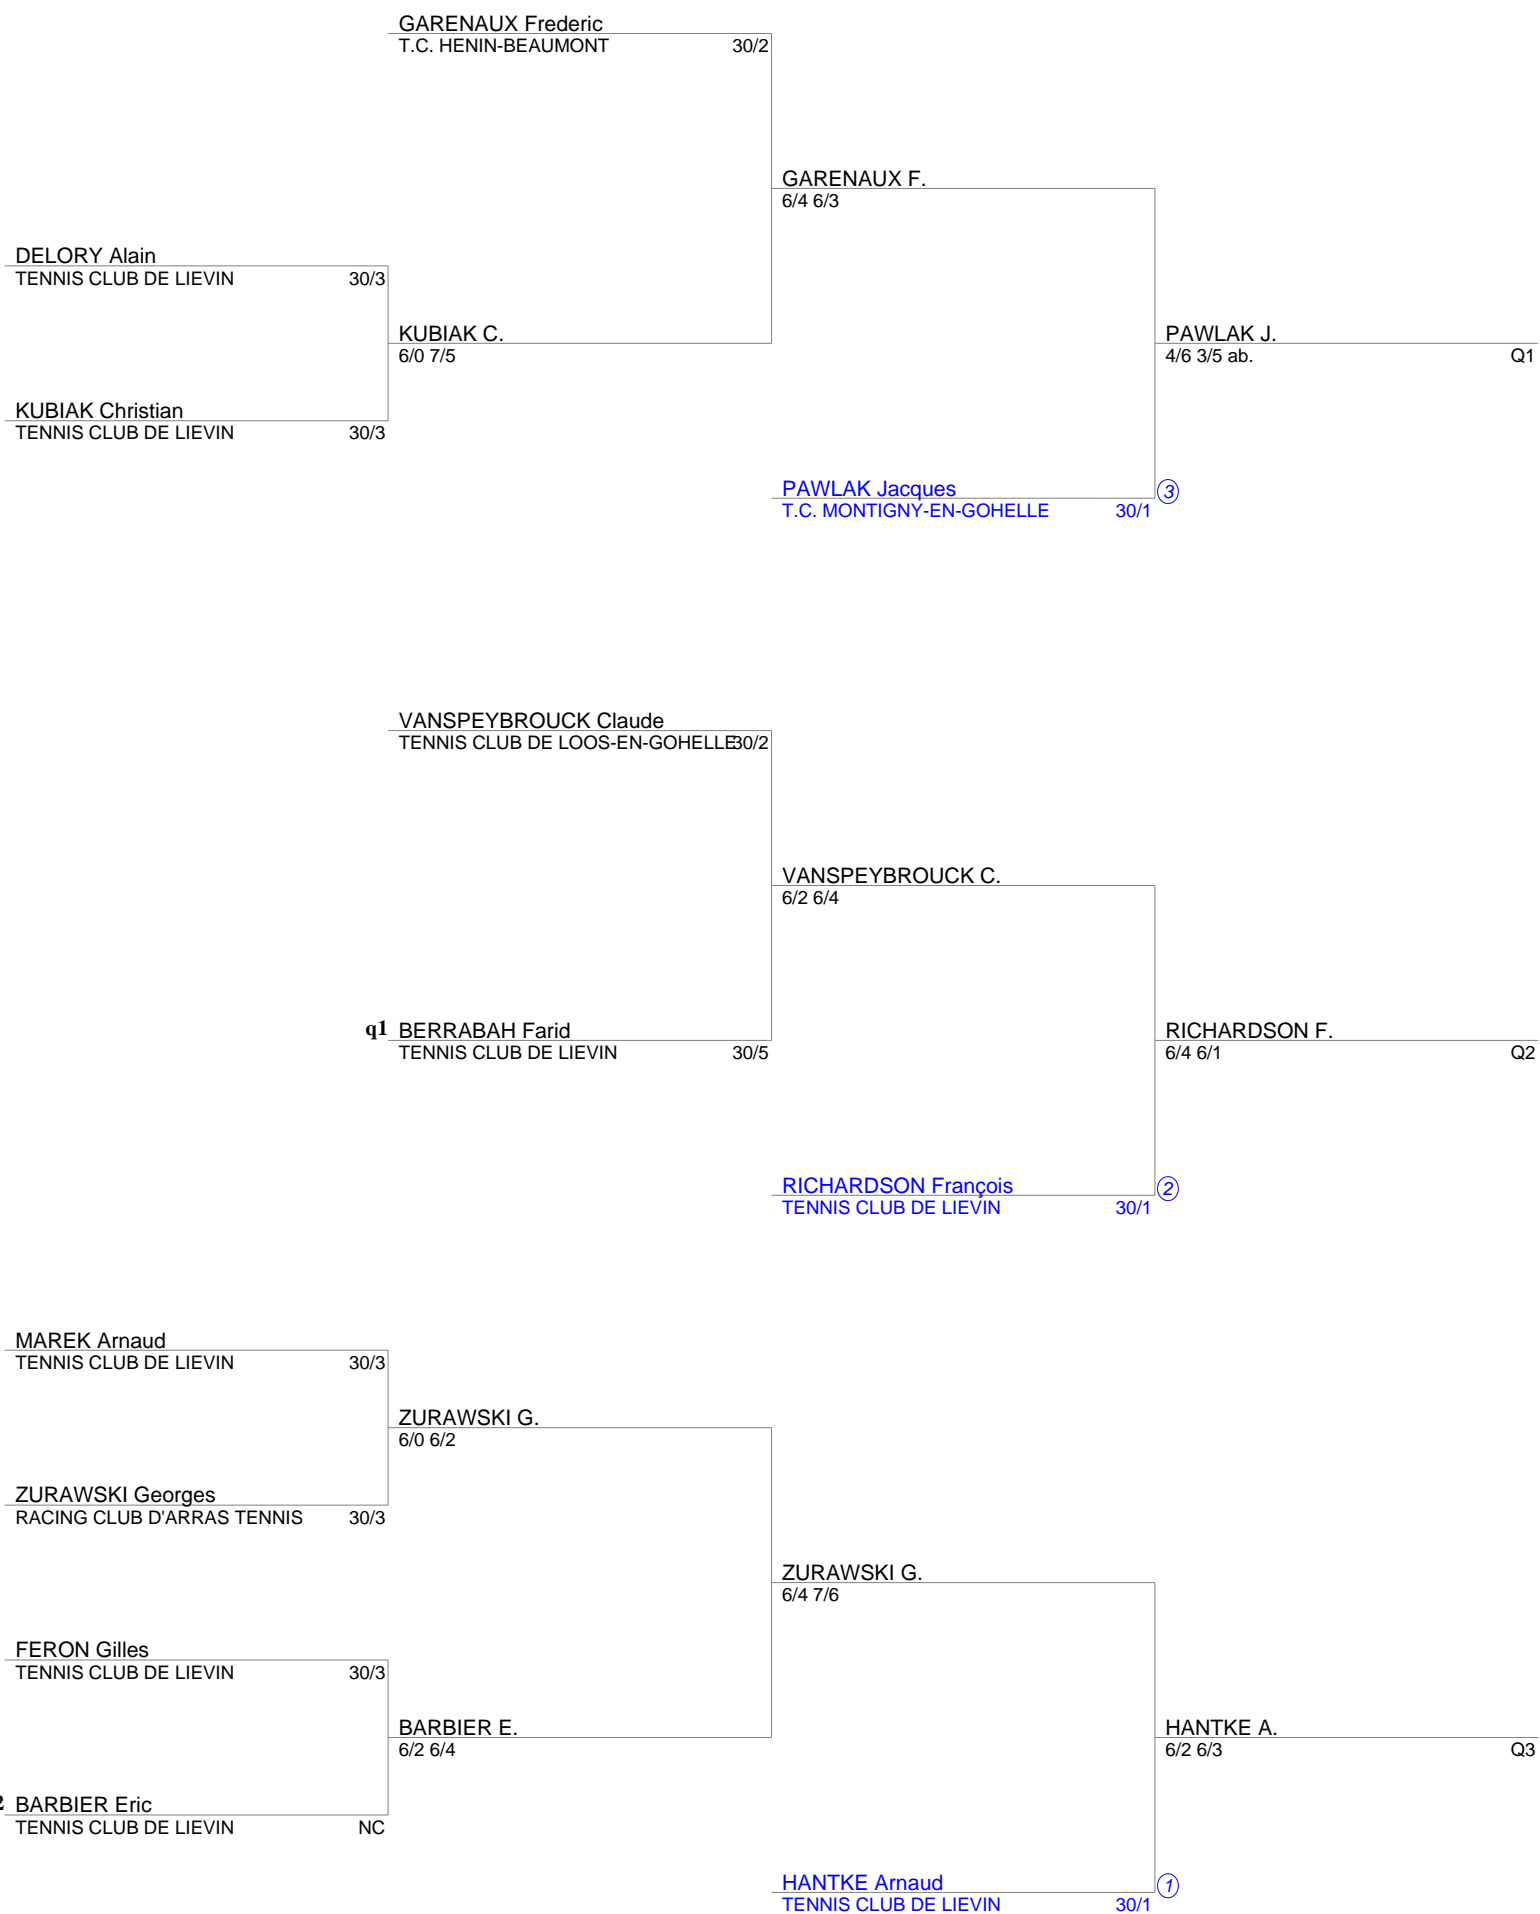 GARENAUX Frederic
T.C. HENIN-BEAUMONT 30/2
GARENAUX F.
6/4 6/3
DELORY Alain
TENNIS CLUB DE LIEVIN 30/3
KUBIAK C.
6/0 7/5
PAWLAK J.
4/6 3/5 ab. Q1
KUBIAK Christian
TENNIS CLUB DE LIEVIN 30/3
PAWLAK Jacques 3
T.C. MONTIGNY-EN-GOHELLE 30/1
VANSPEYBROUCK Claude
TENNIS CLUB DE LOOS-EN-GOHELLE 30/2
VANSPEYBROUCK C.
6/2 6/4
q1 BERRABAH Farid
TENNIS CLUB DE LIEVIN 30/5
RICHARDSON F.
6/4 6/1 Q2
RICHARDSON François 2
TENNIS CLUB DE LIEVIN 30/1
MAREK Arnaud
TENNIS CLUB DE LIEVIN 30/3
ZURAWSKI G.
6/0 6/2
ZURAWSKI Georges
RACING CLUB D'ARRAS TENNIS 30/3
ZURAWSKI G.
6/4 7/6
FERON Gilles
TENNIS CLUB DE LIEVIN 30/3
BARBIER E.
6/2 6/4
HANTKE A.
6/2 6/3 Q3
BARBIER Eric
TENNIS CLUB DE LIEVIN NC
HANTKE Arnaud 1
TENNIS CLUB DE LIEVIN 30/1